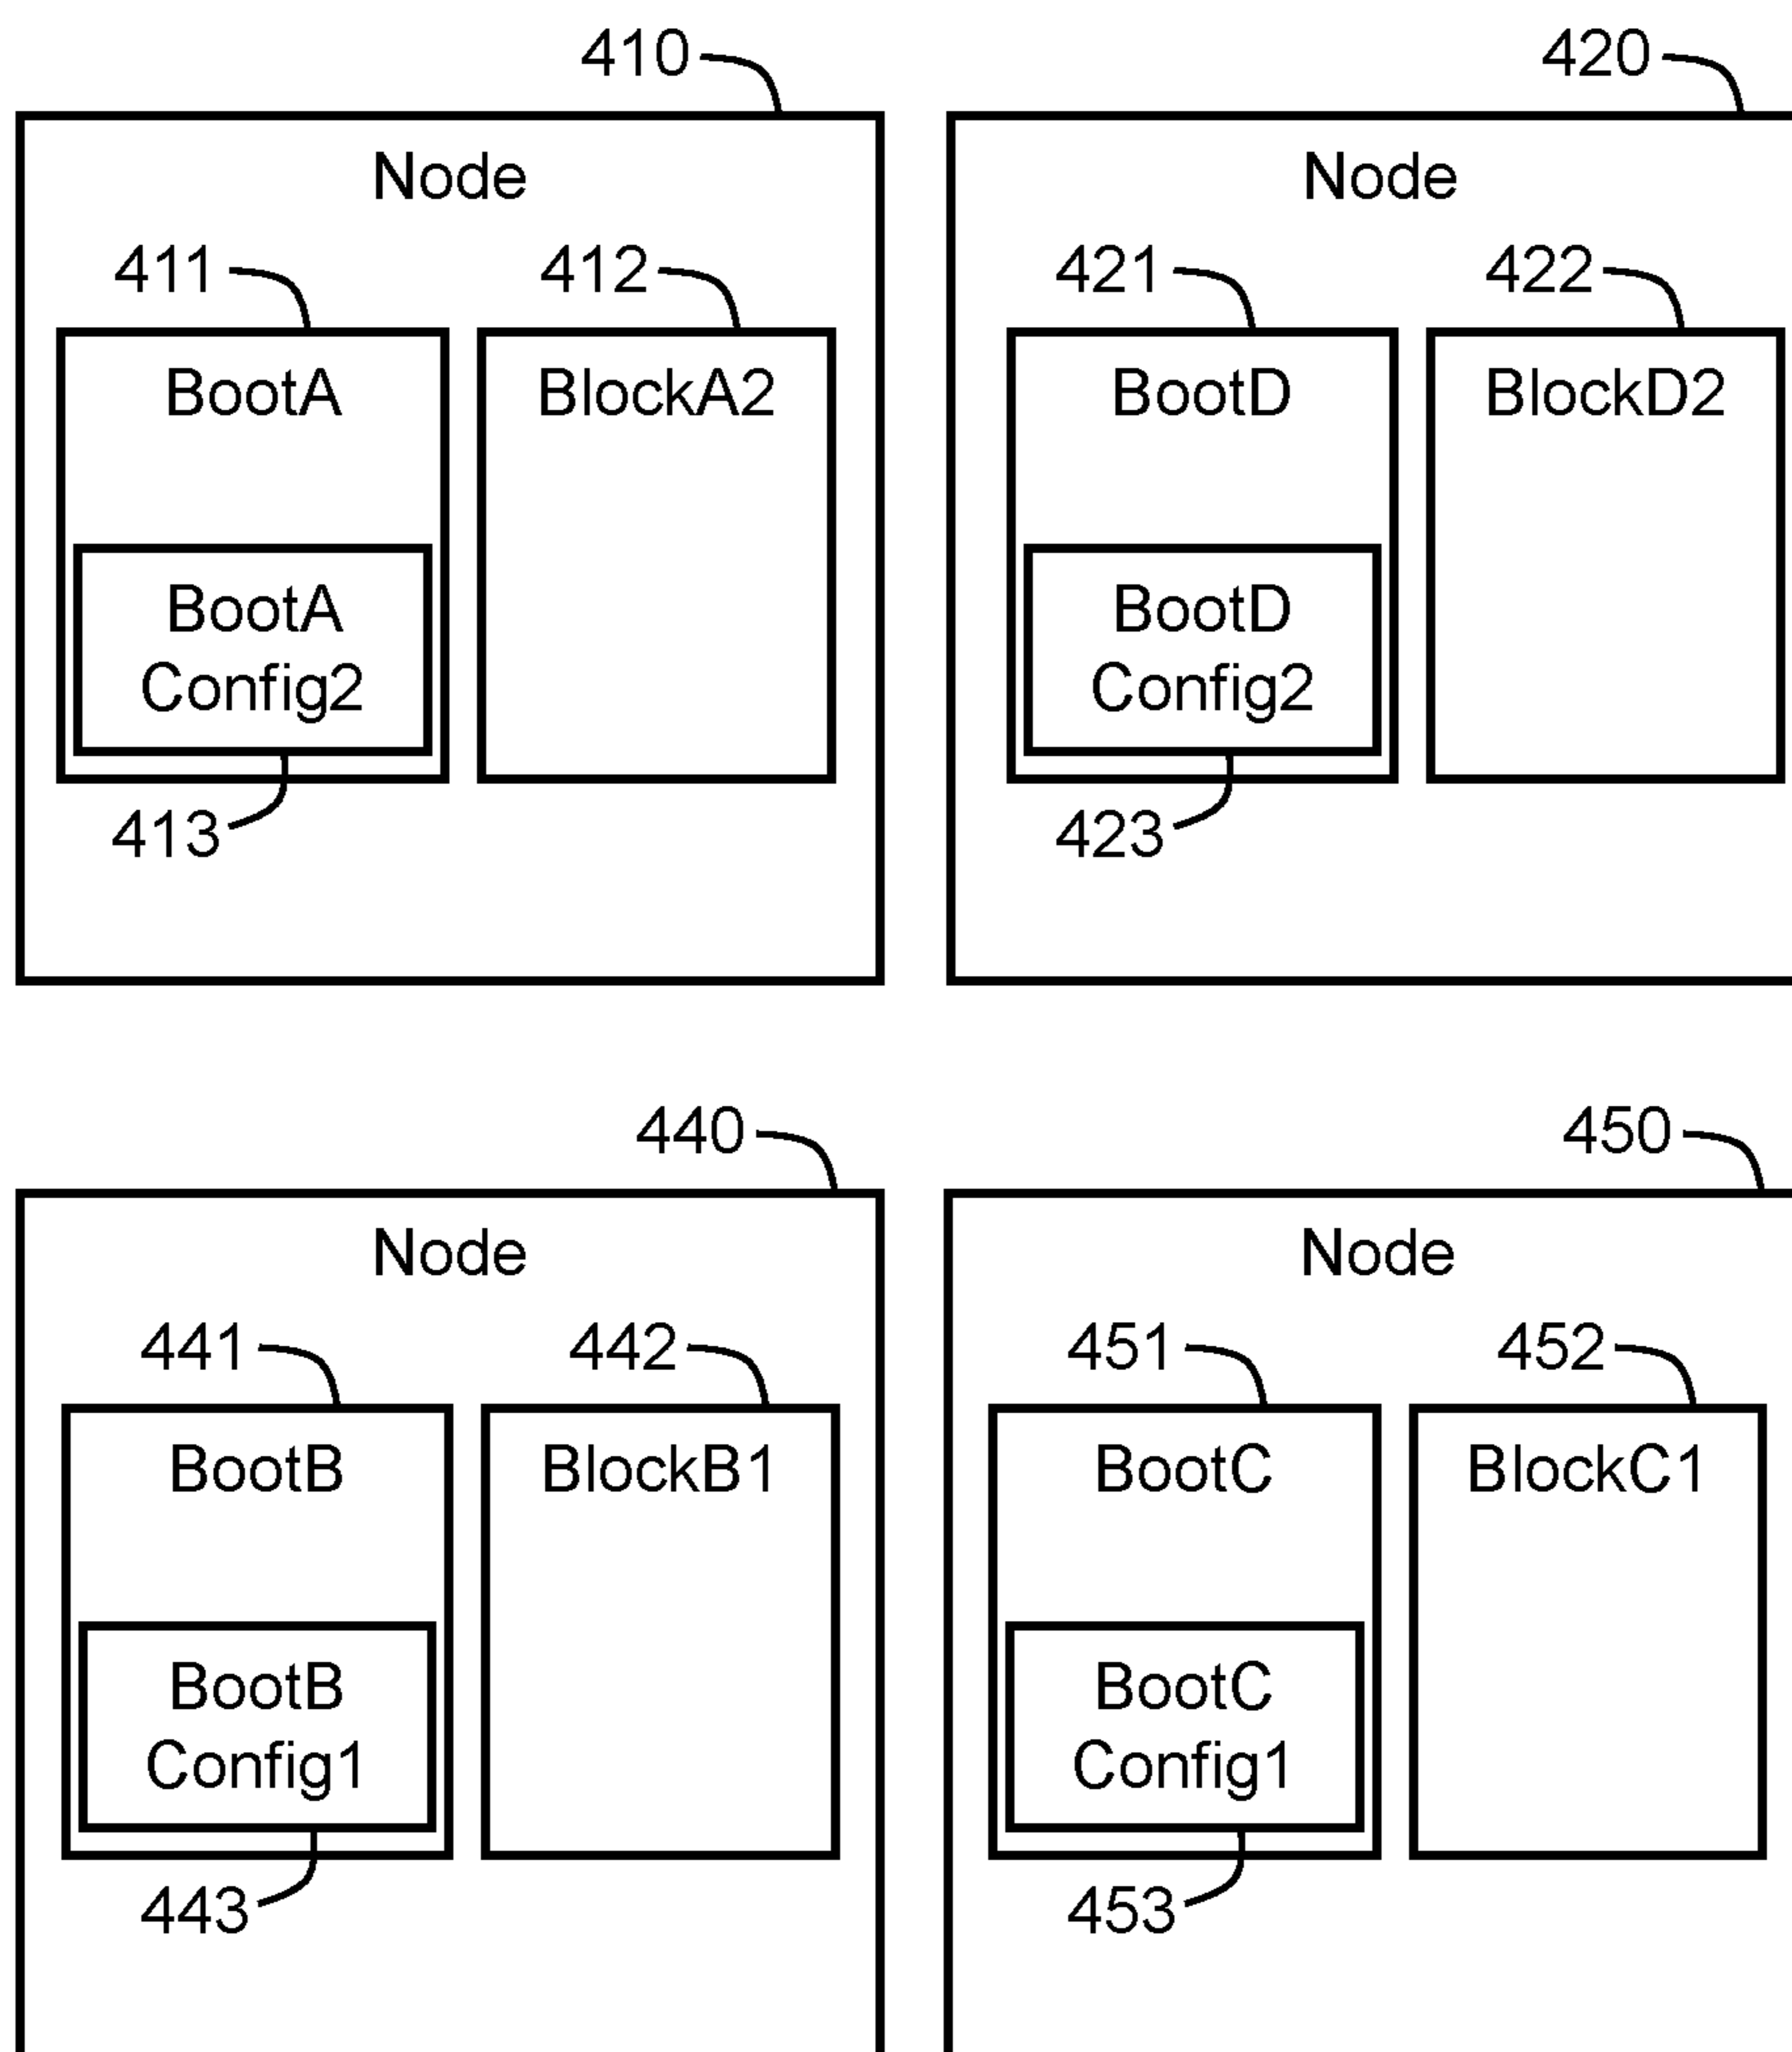 410
420
Node
Node
411
412
421
422
BootA
BlockA2
BootD
BlockD2
BootA
Config2
BootD
Config2
413
423
440
450
Node
Node
441
442
451
452
BootB
BlockB1
BootC
BlockC1
BootB
Config1
BootC
Config1
443
453